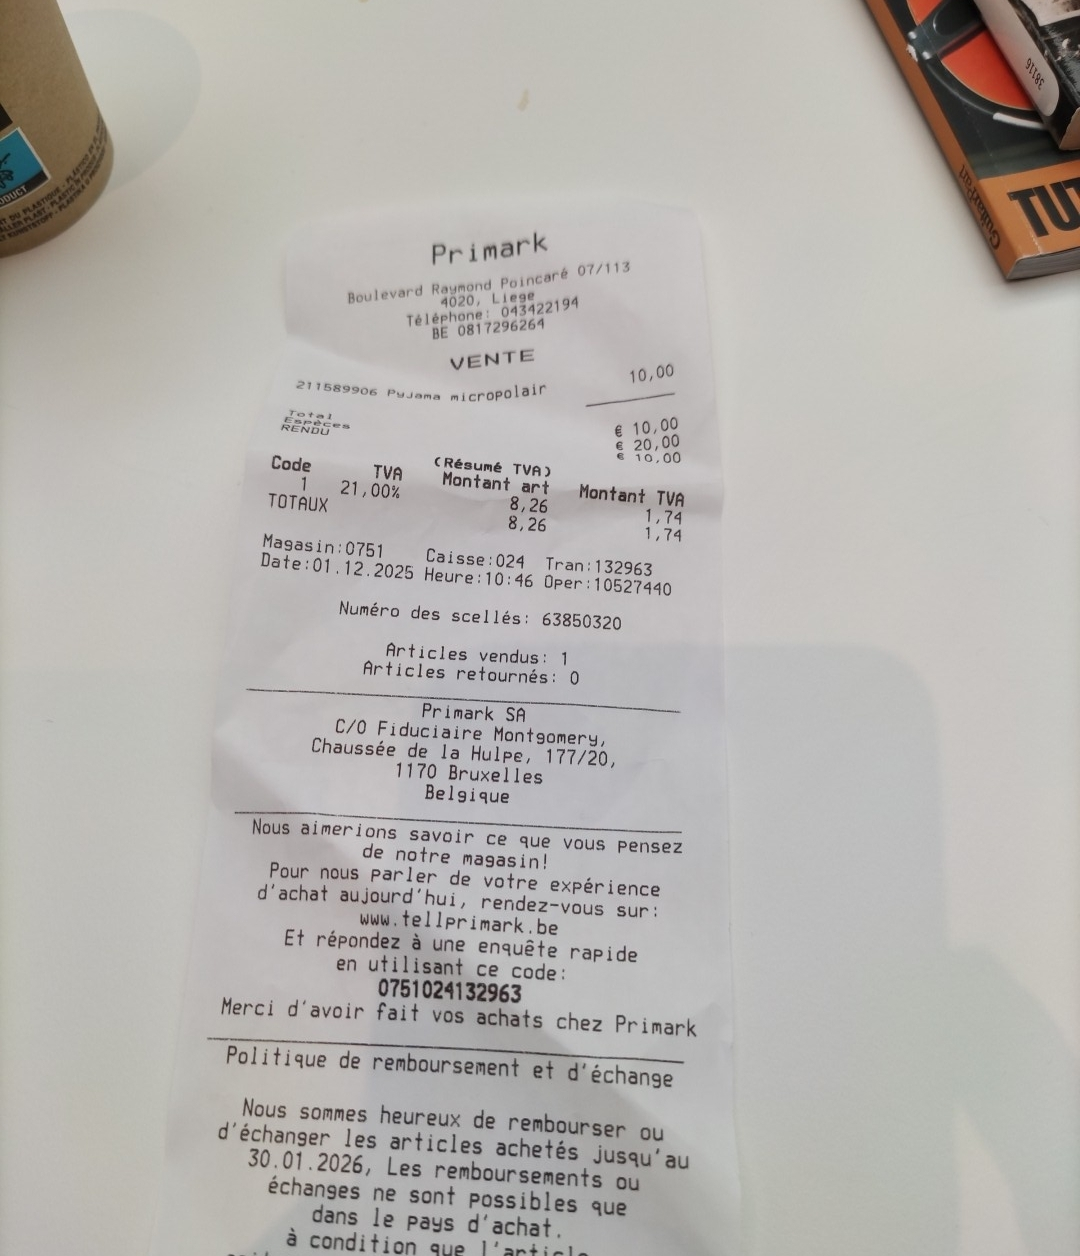 Primark
Boulevard Raymond Poincaré 07/113
4020, Liege
Téléphone: 043422194
BE 0817296264
VENTE
211589906 Pyjama micropolair 10,00
Total € 10,00
Espèces € 20,00
RENDU € 10,00
(Résumé TVA)
Code TVA Montant art Montant TVA
1 21,00% 8,26 1,74
TOTAUX 8,26 1,74
Magasin:0751 Caisse:024 Tran:132963
Date:01.12.2025 Heure:10:46 Oper:10527440
Numéro des scellés: 63850320
Articles vendus: 1
Articles retournés: 0
Primark SA
C/O Fiduciaire Montgomery,
Chaussée de la Hulpe, 177/20,
1170 Bruxelles
Belgique
Nous aimerions savoir ce que vous pensez
de notre magasin!
Pour nous parler de votre expérience
d'achat aujourd'hui, rendez-vous sur:
www.tellprimark.be
Et répondez à une enquête rapide
en utilisant ce code:
0751024132963
Merci d'avoir fait vos achats chez Primark
Politique de remboursement et d'échange
Nous sommes heureux de rembourser ou
d'échanger les articles achetés jusqu'au
30.01.2026, Les remboursements ou
échanges ne sont possibles que
dans le pays d'achat.
à condition que l'article
38116
TUT